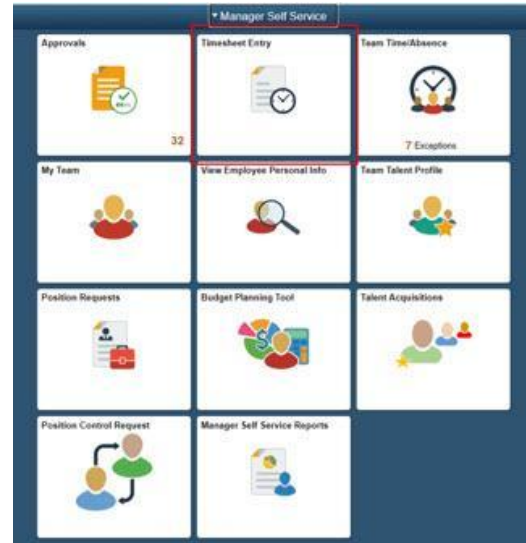 Manager Self Service
Approvals
32
Timesheet Entry
Team Time/Absence
7 Exceptions
My Team
View Employee Personal Info
Team Talent Profile
Position Requests
Budget Planning Tool
Talent Acquisitions
Position Control Request
Manager Self Service Reports